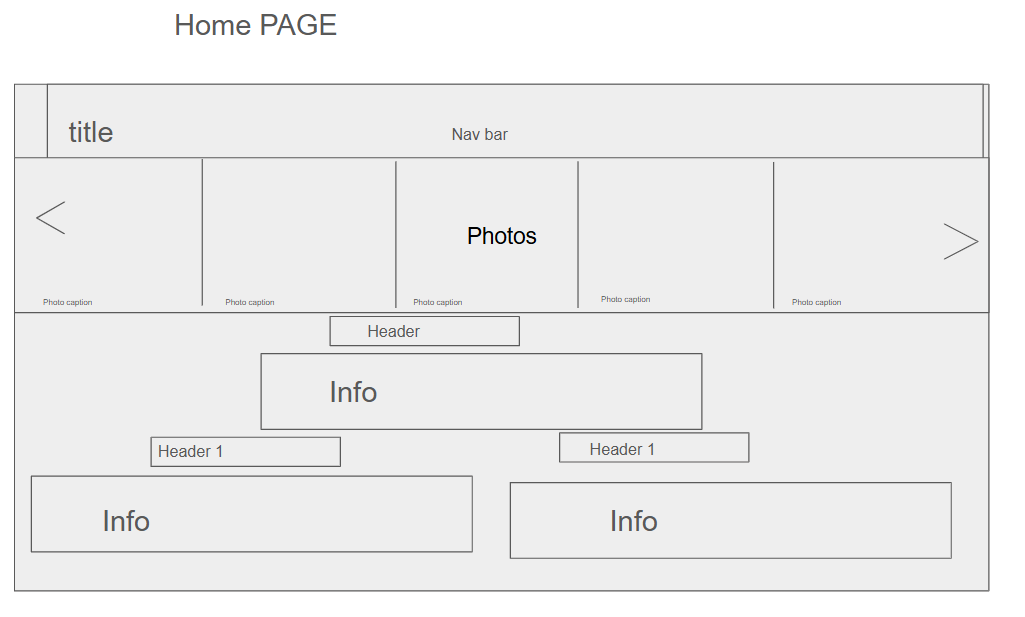 Home PAGE
title
Nav bar
Photos
Photo caption
Photo caption
Photo caption
Photo caption
Photo caption
Header
Info
Header 1
Header 1
Info
Info